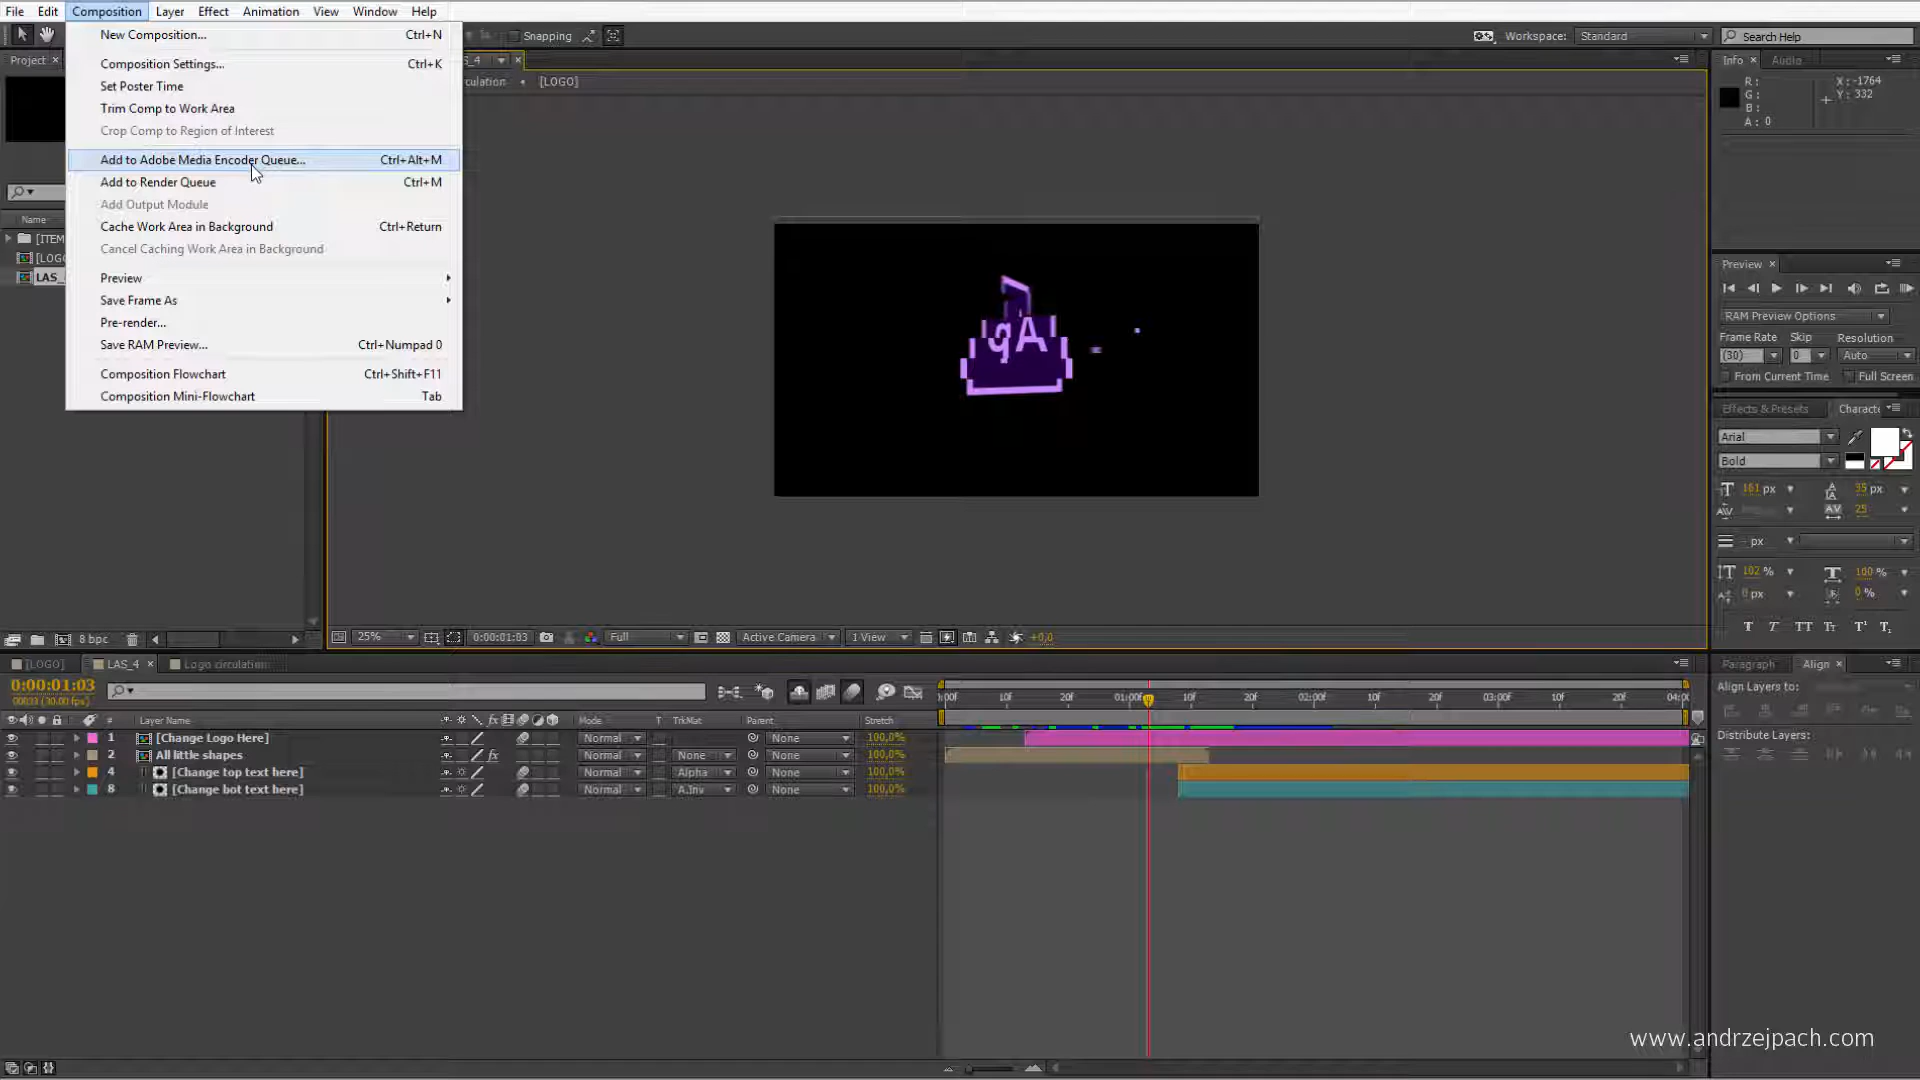 File Edit Composition Layer Effect Animation View Window Help
New Composition... Ctrl+N
Composition Settings... Ctrl+K
Set Poster Time
Trim Comp to Work Area
Crop Comp to Region of Interest
Add to Adobe Media Encoder Queue... Ctrl+Alt+M
Add to Render Queue Ctrl+M
Add Output Module
Cache Work Area in Background Ctrl+Return
Cancel Caching Work Area in Background
Preview
Save Frame As
Pre-render...
Save RAM Preview... Ctrl+Numpad 0
Composition Flowchart Ctrl+Shift+F11
Composition Mini-Flowchart Tab
Snapping
Workspace: Standard
Search Help
Project
Name
[ITEM
[LOG
LAS_
8 bpc
S_4
culation [LOGO]
qA
25% 0:00:01:03 Full Active Camera 1 View +0,0
Info Audio
R:
G:
B:
A: 0
X: -1764
Y: 332
Preview
RAM Preview Options
Frame Rate Skip Resolution
(30) 0 Auto
From Current Time Full Screen
Effects & Presets Characte
Arial
Bold
161 px 35 px
25
- px
102 % 100 %
0 px 0 %
T T TT Tт T¹ T₁
[LOGO] LAS_4 Logo circulation
0:00:01:03
00033 (30.00 fps)
# Layer Name Mode T TrkMat Parent Stretch
1 [Change Logo Here] Normal None 100,0%
2 All little shapes Normal None None 100,0%
4 [Change top text here] Normal Alpha None 100,0%
8 [Change bot text here] Normal A.Inv None 100,0%
):00f 10f 20f 01:00f 10f 20f 02:00f 10f 20f 03:00f 10f 20f 04:00
Paragraph Align
Align Layers to:
Distribute Layers:
www.andrzejpach.com